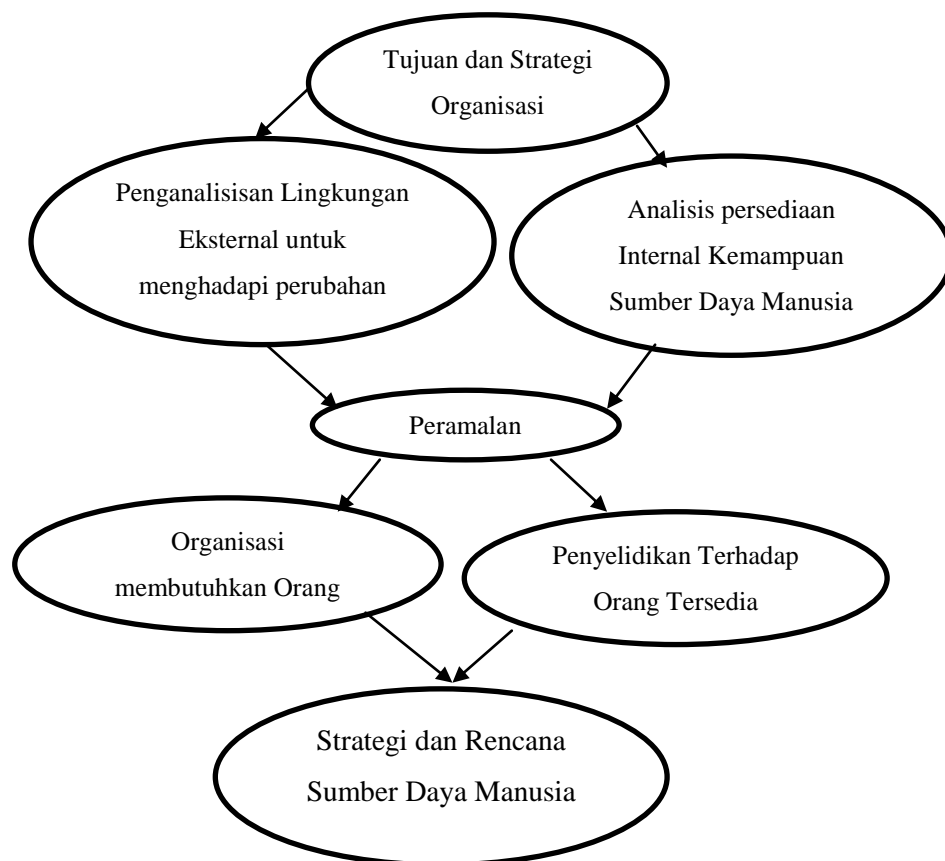 Tujuan dan Strategi
Organisasi
Penganalisisan Lingkungan
Eksternal untuk
menghadapi perubahan
Analisis persediaan
Internal Kemampuan
Sumber Daya Manusia
Peramalan
Organisasi
membutuhkan Orang
Penyelidikan Terhadap
Orang Tersedia
Strategi dan Rencana
Sumber Daya Manusia